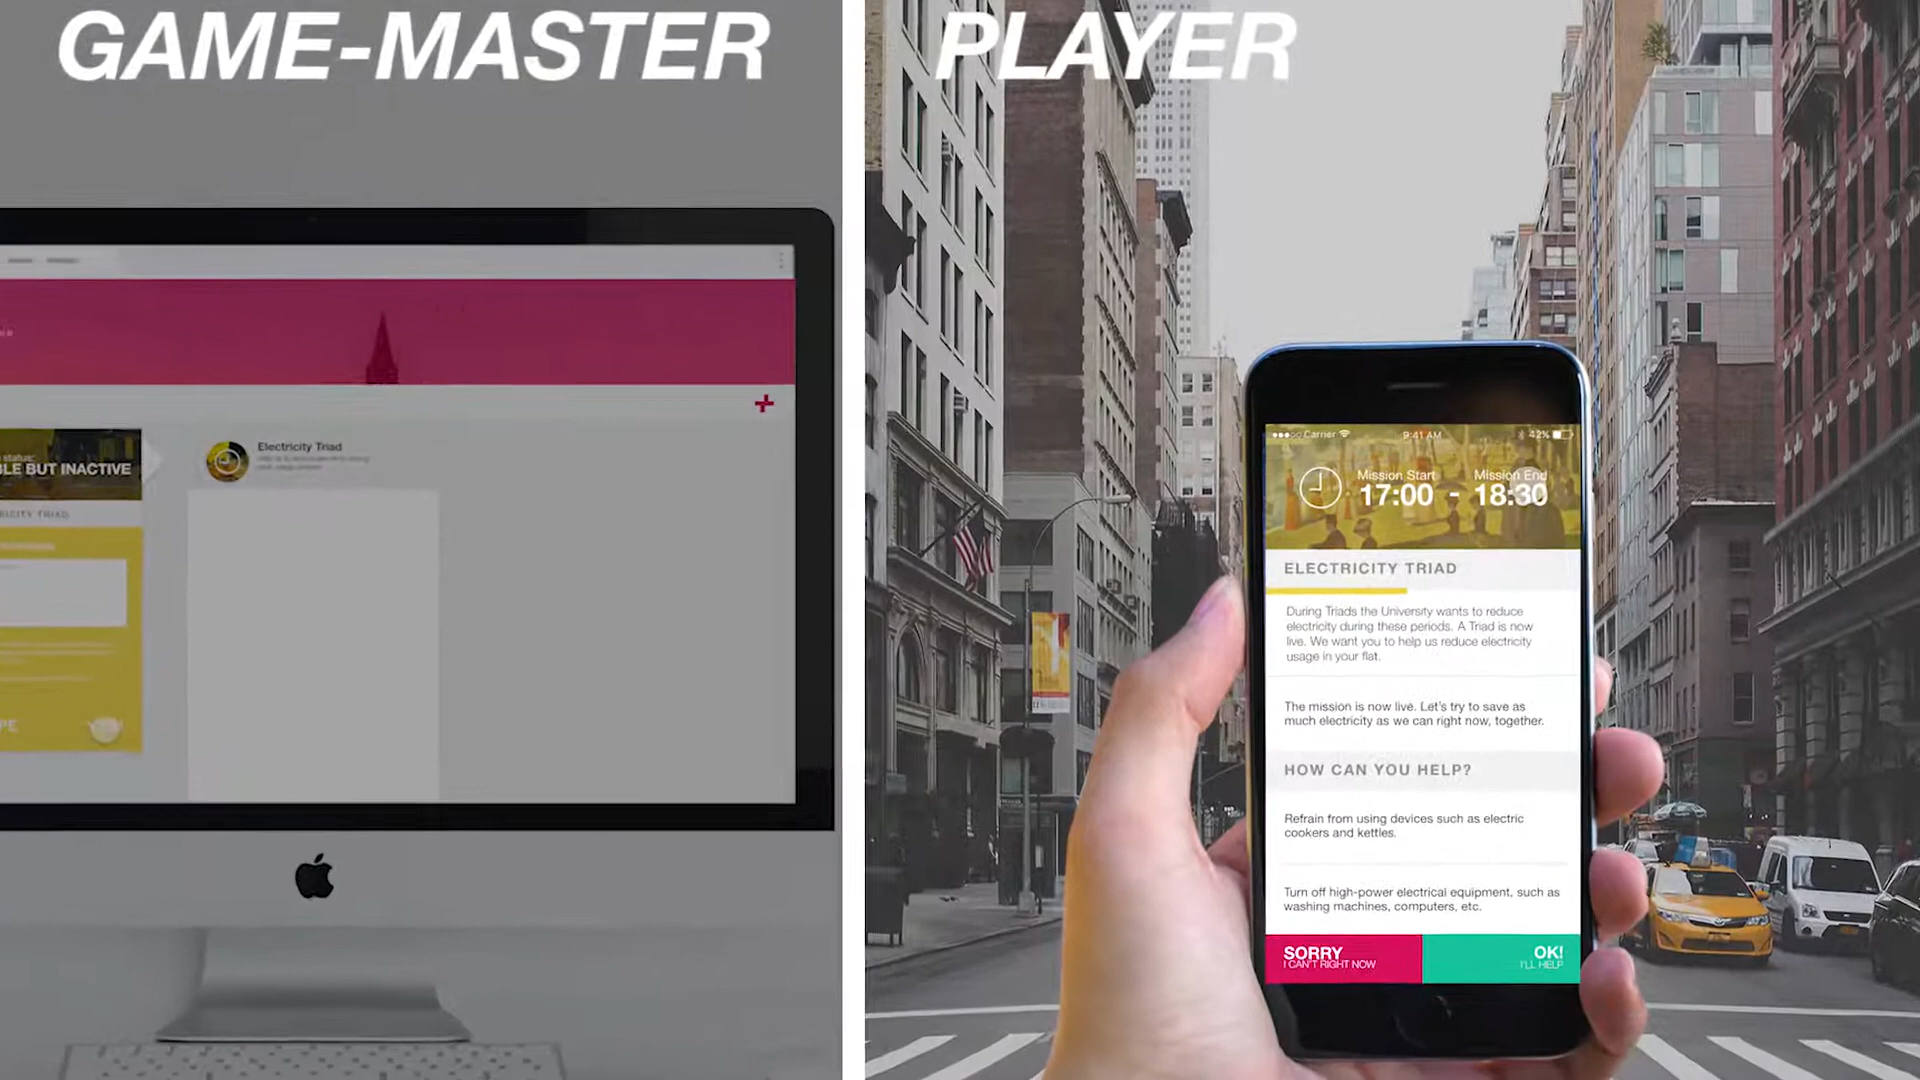 GAME-MASTER
status:
BLE BUT INACTIVE
RICITY TRIAD
PE
Electricity Triad
PLAYER
Carrier
9:41 AM
42%
Mission Start
17:00 -
Mission End
18:30
ELECTRICITY TRIAD
During Triads the University wants to reduce
electricity during these periods. A Triad is now
live. We want you to help us reduce electricity
usage in your flat.
The mission is now live. Let's try to save as
much electricity as we can right now, together.
HOW CAN YOU HELP?
Refrain from using devices such as electric
cookers and kettles.
Turn off high-power electrical equipment, such as
washing machines, computers, etc.
SORRY
I CAN'T RIGHT NOW
OK!
I'LL HELP